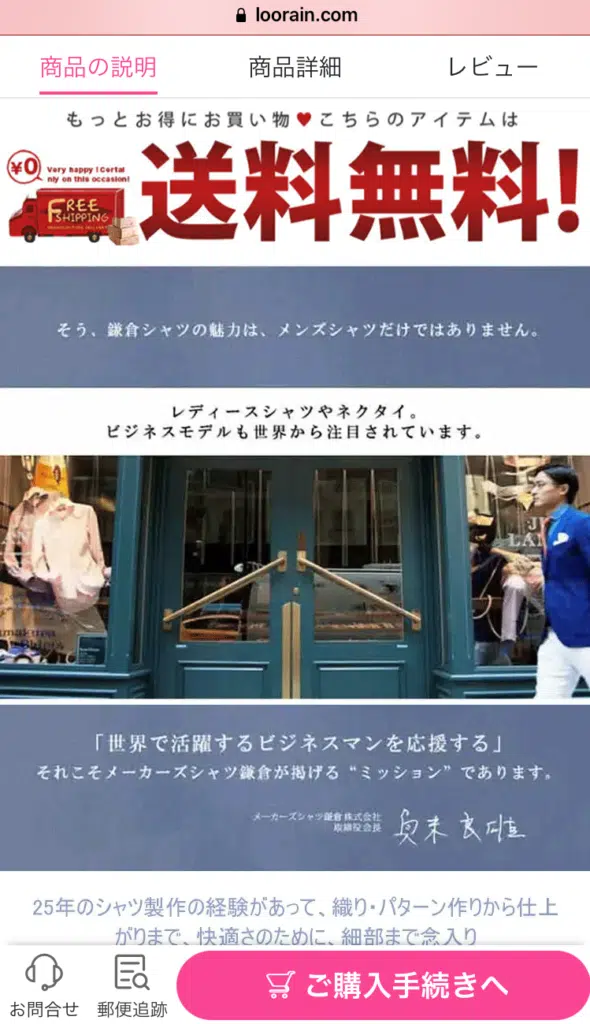 loorain.com
商品の説明 商品詳細 レビュー
もっとお得にお買い物♥こちらのアイテムは
¥0
Very happy!Certai
nly on this occasion!
FREE
SHIPPING
送料無料!
そう、鎌倉シャツの魅力は、メンズシャツだけではありません。
レディースシャツやネクタイ。
ビジネスモデルも世界から注目されています。
「世界で活躍するビジネスマンを応援する」
それこそメーカーズシャツ鎌倉が掲げる“ミッション”であります。
メーカーズシャツ鎌倉 株式会社
取締役会長
25年のシャツ製作の経験があって、織り・パターン作りから仕上
がりまで、快適さのために、細部まで念入り
お問合せ 郵便追跡 ご購入手続きへ